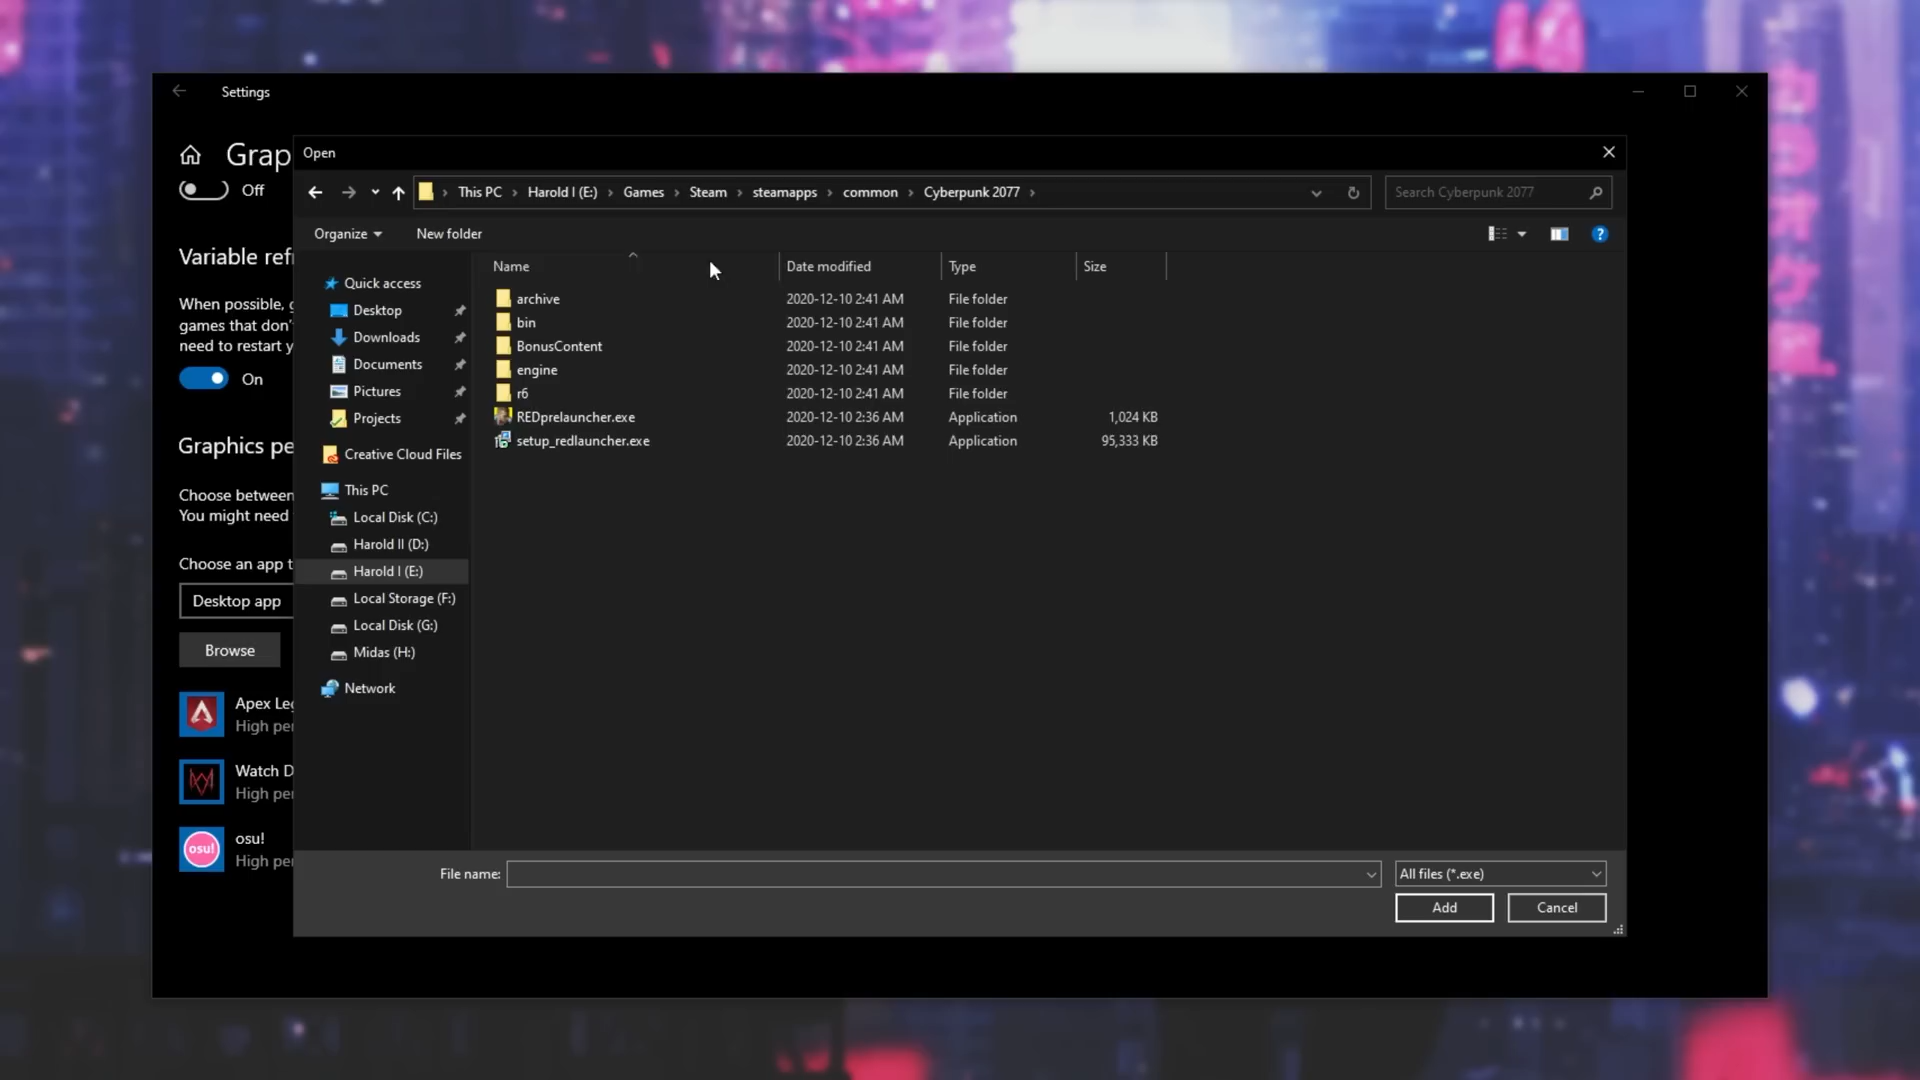 Settings
Grap
Off
Variable ref
When possible, g
games that don'
need to restart y
On
Graphics pe
Choose between
You might need
Choose an app t
Desktop app
Browse
Apex Leg
High per
Watch D
High per
osu!
osu!
High per
Open
This PC
Harold I (E:)
Games
Steam
steamapps
common
Cyberpunk 2077
Search Cyberpunk 2077
Organize
New folder
?
Quick access
Desktop
Downloads
Documents
Pictures
Projects
Creative Cloud Files
This PC
Local Disk (C:)
Harold II (D:)
Harold I (E:)
Local Storage (F:)
Local Disk (G:)
Midas (H:)
Network
Name Date modified Type Size
archive 2020-12-10 2:41 AM File folder
bin 2020-12-10 2:41 AM File folder
BonusContent 2020-12-10 2:41 AM File folder
engine 2020-12-10 2:41 AM File folder
r6 2020-12-10 2:41 AM File folder
REDprelauncher.exe 2020-12-10 2:36 AM Application 1,024 KB
setup_redlauncher.exe 2020-12-10 2:36 AM Application 95,333 KB
File name:
All files (*.exe)
Add
Cancel